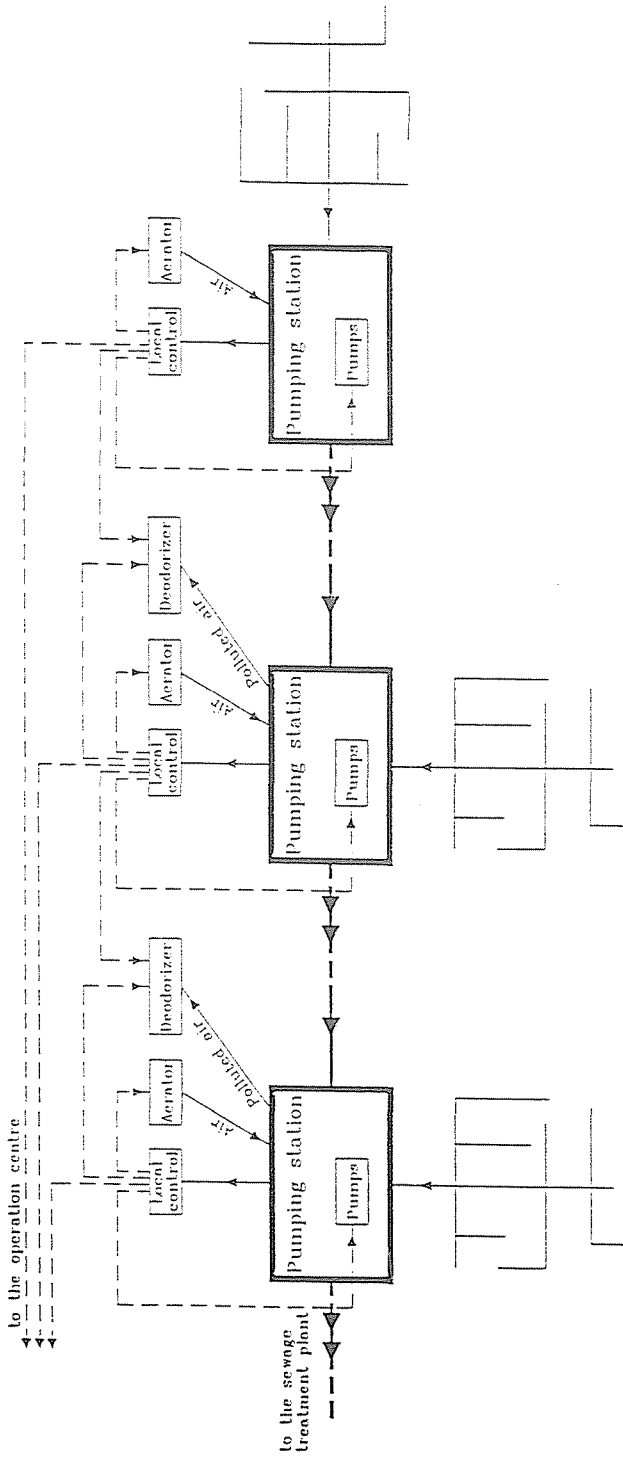 to the operation centre
Local
control
Aerator
Deodorizer
Local
control
Aerator
Deodorizer
Local
control
Aerator
Air
Polluted air
Air
Polluted air
Air
to the sewage
treatment plant
Pumping station
Pumping station
Pumping station
Pumps
Pumps
Pumps